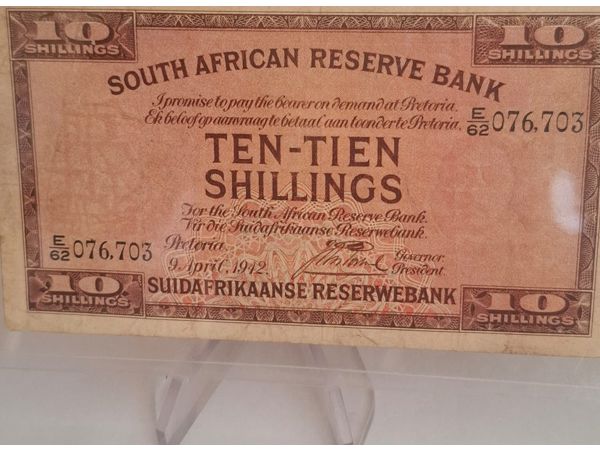 10 10
SHILLINGS SHILLINGS
SOUTH AFRICAN RESERVE BANK
I promise to pay the bearer on demand at Pretoria.
Ek beloof op aanvraag te betaal aan toonder te Pretoria.
E/62 076,703
TEN-TIEN
SHILLINGS
For the South African Reserve Bank.
Vir die Suidafrikaanse Reserwebank.
E/62 076,703
Pretoria
Governor
9 April, 1942.
President.
10 10
SHILLINGS SHILLINGS
SUIDAFRIKAANSE RESERWEBANK